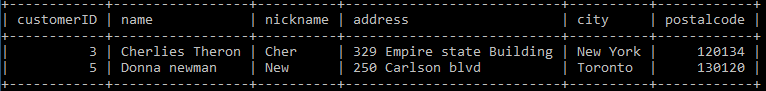 | customerID | name | nickname | address | city | postalcode |
| 3 | Cherlies Theron | Cher | 329 Empire state Building | New York | 120134 |
| 5 | Donna newman | New | 250 Carlson blvd | Toronto | 130120 |